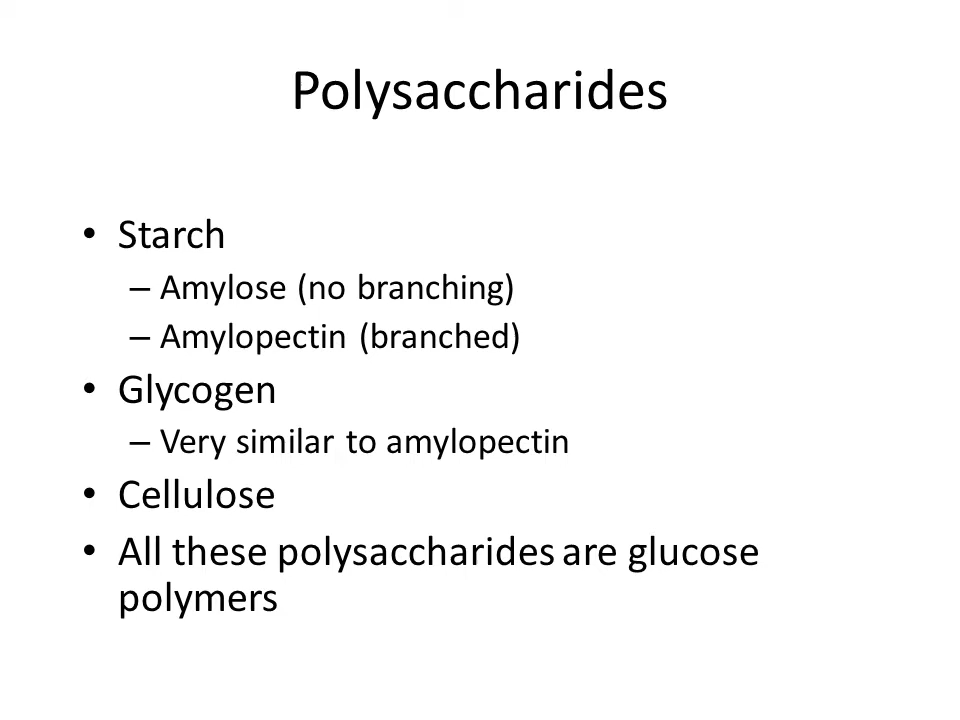 Polysaccharides
• Starch
– Amylose (no branching)
– Amylopectin (branched)
• Glycogen
– Very similar to amylopectin
• Cellulose
• All these polysaccharides are glucose
polymers